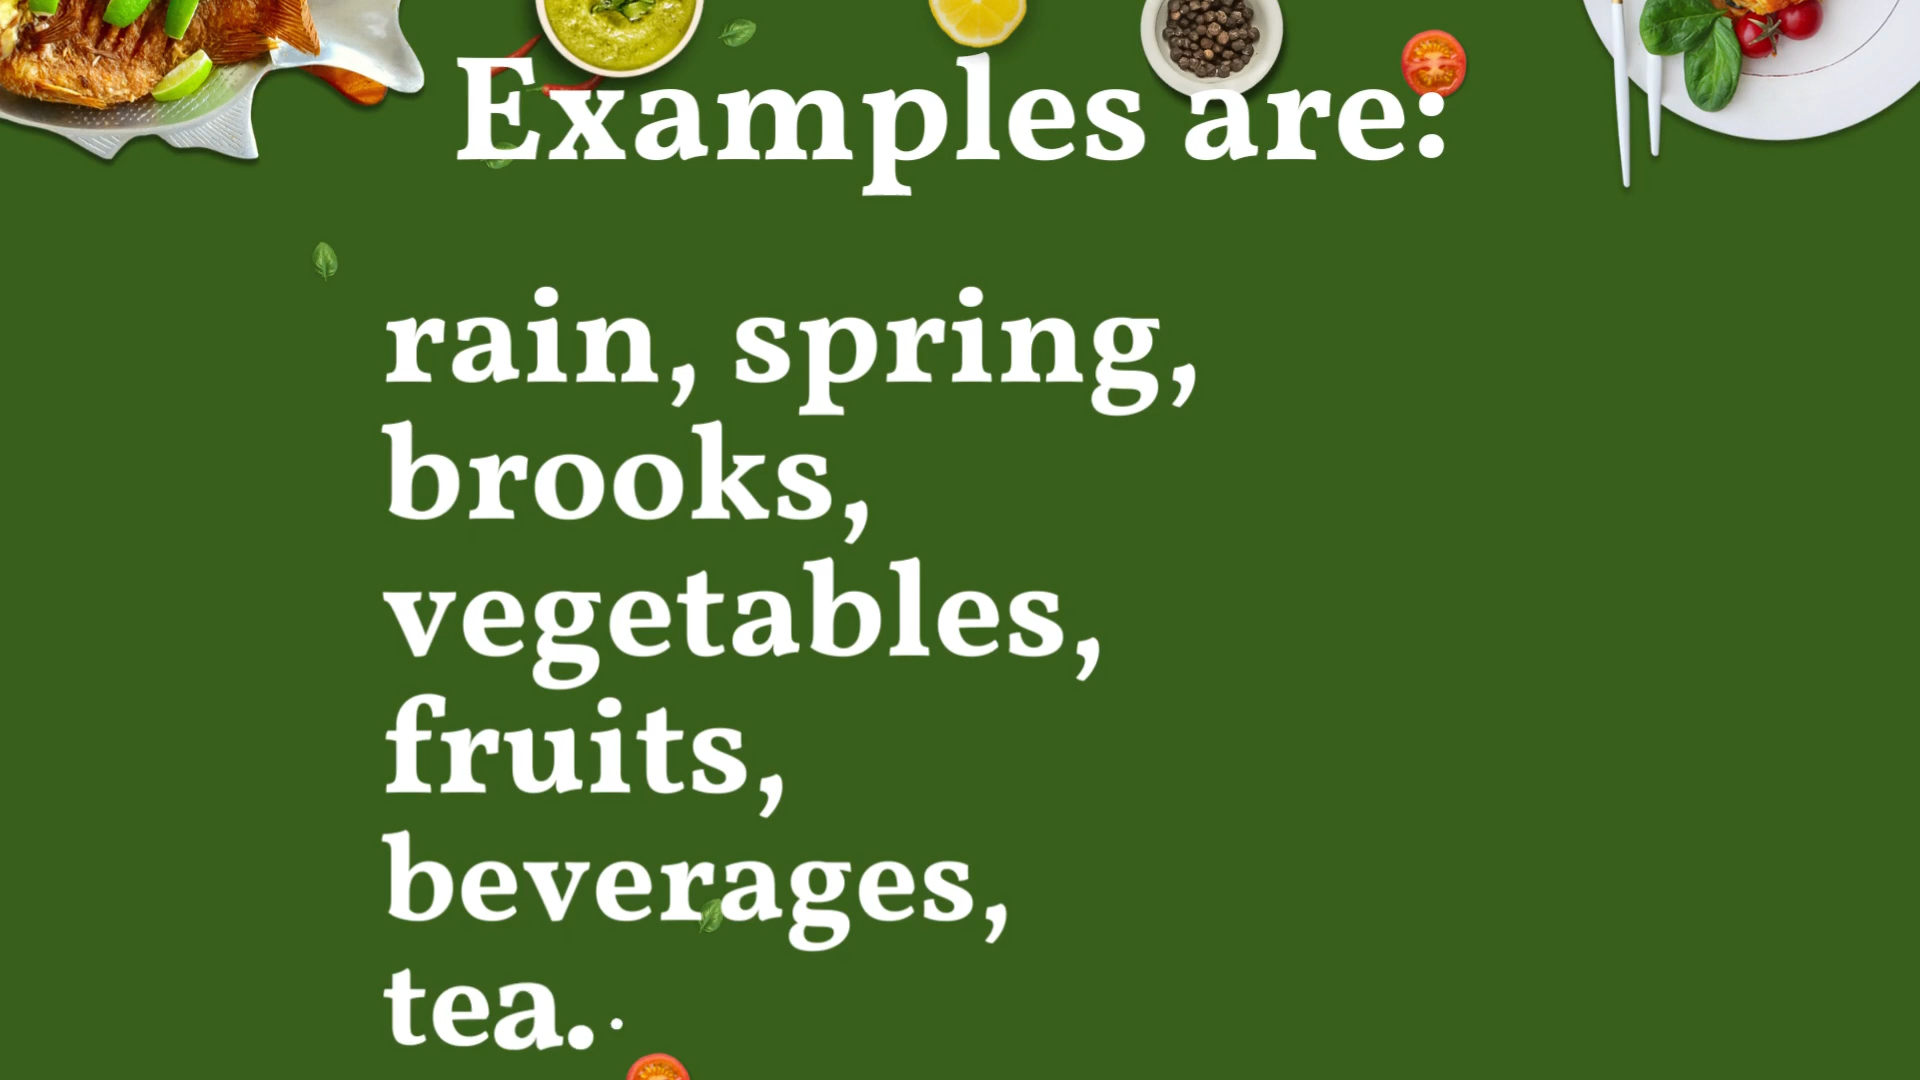 Examples are:
rain, spring,
brooks,
vegetables,
fruits,
beverages,
tea..